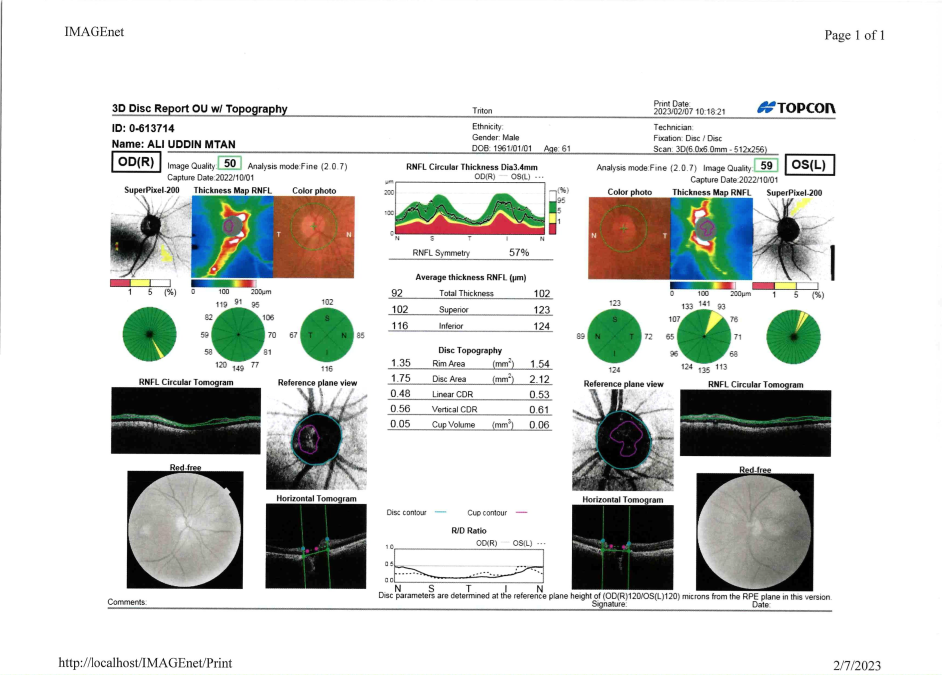 IMAGEnet
Page 1 of 1
3D Disc Report OU w/ Topography
Triton
Print Date:
2023/02/07 10:18:21
TOPCON
ID: 0-613714
Ethnicity:
Technician:
Gender: Male
Fixation: Disc / Disc
Name: ALI UDDIN MTAN
DOB: 1961/01/01 Age: 61
Scan: 3D(6.0x6.0mm - 512x256)
OD(R) Image Quality: 50 Analysis mode:Fine (2.0.7)
Capture Date:2022/10/01
RNFL Circular Thickness Dia3.4mm
OD(R) OS(L)
Analysis mode:Fine (2.0.7) Image Quality: 59 OS(L)
Capture Date:2022/10/01
SuperPixel-200 Thickness Map RNFL Color photo
Color photo Thickness Map RNFL SuperPixel-200
μm
200
100
0
(%)
95
5
1
N S T I N
T
N
N
T
RNFL Symmetry 57%
1 5 (%)
0 100 200μm
0 100 200μm
1 5 (%)
Average thickness RNFL (μm)
92 Total Thickness 102
102 Superior 123
116 Inferior 124
119 91 95
82 106
59 70
58 81
120 149 77
102
S
67 T N 85
I
116
123
S
89 N T 72
I
124
133 141 93
107 76
65 71
96 68
124 135 113
Disc Topography
1.35 Rim Area (mm2) 1.54
1.75 Disc Area (mm2) 2.12
0.48 Linear CDR 0.53
0.56 Vertical CDR 0.61
0.05 Cup Volume (mm3) 0.06
RNFL Circular Tomogram
Reference plane view
Reference plane view
RNFL Circular Tomogram
Red-free
Red-free
Horizontal Tomogram
Horizontal Tomogram
Disc contour Cup contour
R/D Ratio
OD(R) OS(L)
1.0
0.5
0.0
N S T I N
Disc parameters are determined at the reference plane height of (OD(R)120/OS(L)120) microns from the RPE plane in this version.
Comments:
Signature:
Date:
http://localhost/IMAGEnet/Print
2/7/2023